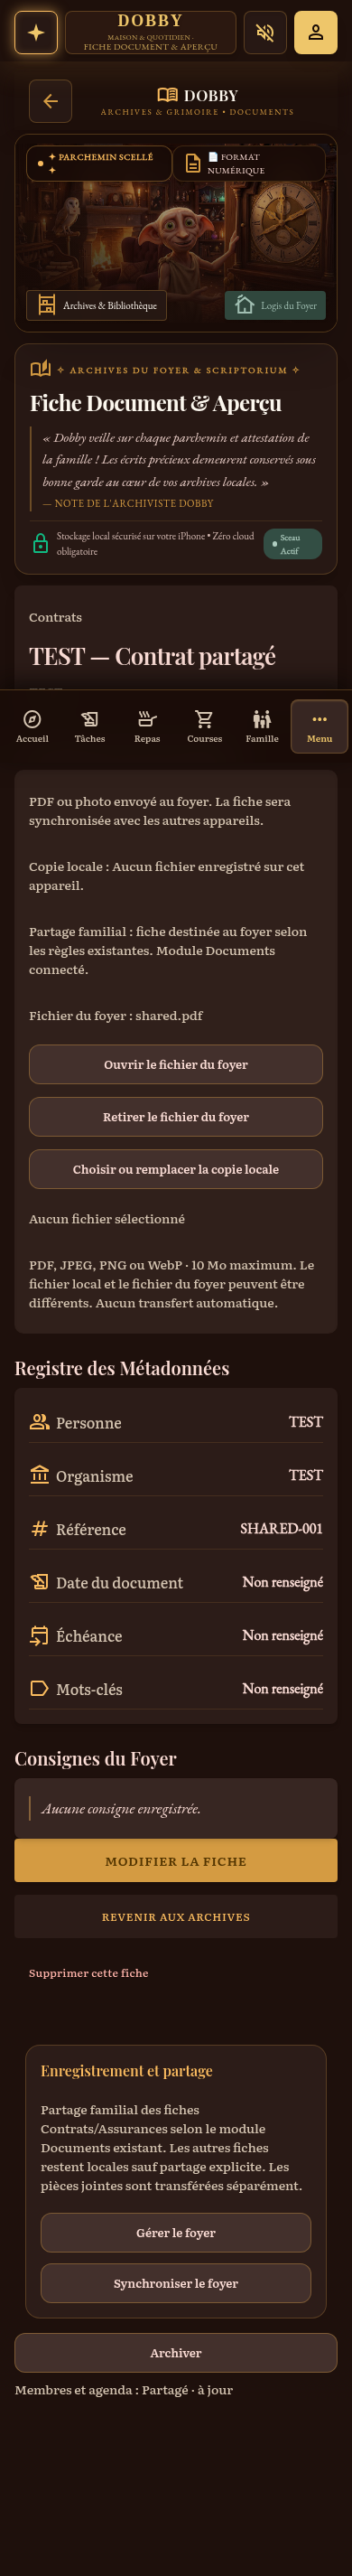 DOBBY
MAISON & QUOTIDIEN ·
FICHE DOCUMENT & APERÇU
DOBBY
ARCHIVES & GRIMOIRE • DOCUMENTS
✦ PARCHEMIN SCELLÉ
✦
📄 FORMAT
NUMÉRIQUE
Archives & Bibliothèque
Logis du Foyer
✧ ARCHIVES DU FOYER & SCRIPTORIUM ✧
Fiche Document & Aperçu
« Dobby veille sur chaque parchemin et attestation de
la famille ! Les écrits précieux demeurent conservés sous
bonne garde au cœur de vos archives locales. »
— NOTE DE L'ARCHIVISTE DOBBY
Stockage local sécurisé sur votre iPhone • Zéro cloud
obligatoire
Sceau
Actif
Contrats
TEST — Contrat partagé
Accueil
Tâches
Repas
Courses
Famille
Menu
PDF ou photo envoyé au foyer. La fiche sera
synchronisée avec les autres appareils.
Copie locale : Aucun fichier enregistré sur cet
appareil.
Partage familial : fiche destinée au foyer selon
les règles existantes. Module Documents
connecté.
Fichier du foyer : shared.pdf
Ouvrir le fichier du foyer
Retirer le fichier du foyer
Choisir ou remplacer la copie locale
Aucun fichier sélectionné
PDF, JPEG, PNG ou WebP · 10 Mo maximum. Le
fichier local et le fichier du foyer peuvent être
différents. Aucun transfert automatique.
Registre des Métadonnées
Personne TEST
Organisme TEST
Référence SHARED-001
Date du document Non renseigné
Échéance Non renseigné
Mots-clés Non renseigné
Consignes du Foyer
Aucune consigne enregistrée.
MODIFIER LA FICHE
REVENIR AUX ARCHIVES
Supprimer cette fiche
Enregistrement et partage
Partage familial des fiches
Contrats/Assurances selon le module
Documents existant. Les autres fiches
restent locales sauf partage explicite. Les
pièces jointes sont transférées séparément.
Gérer le foyer
Synchroniser le foyer
Archiver
Membres et agenda : Partagé · à jour